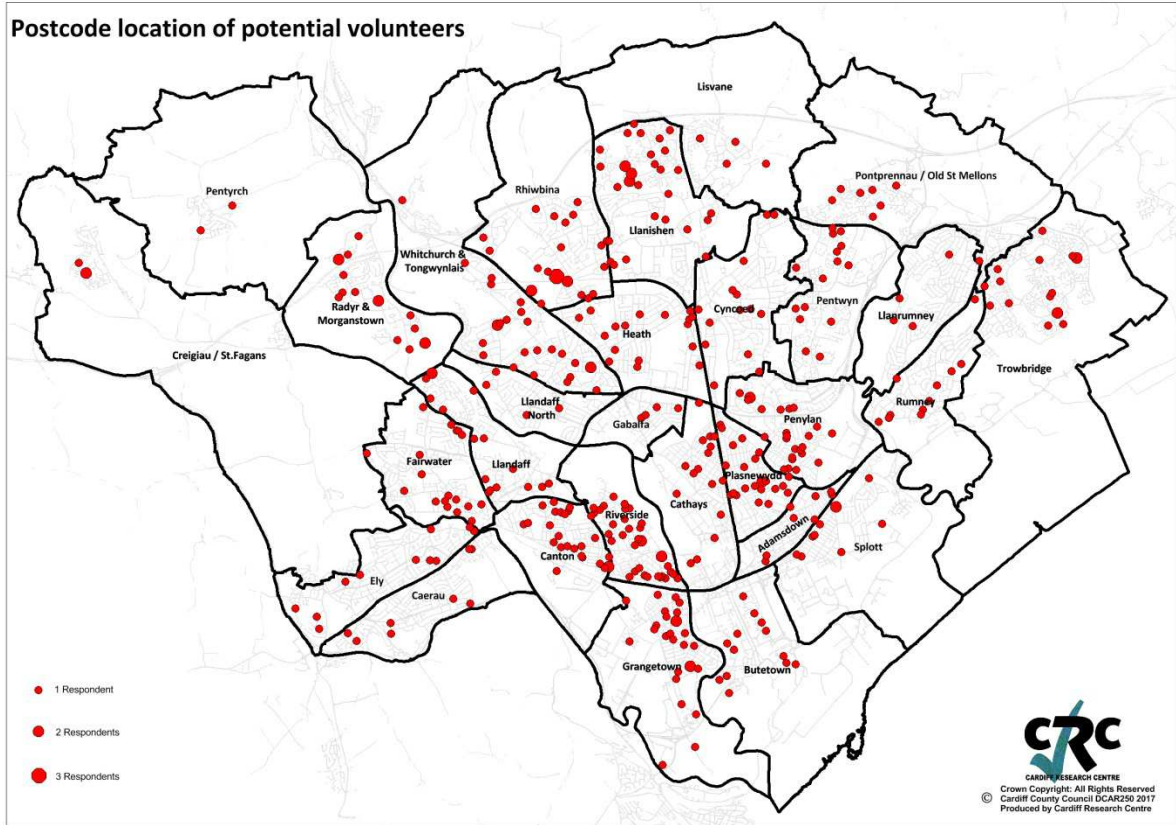 Postcode location of potential volunteers
Lisvane
Pentyrch
Rhiwbina
Pontprennau / Old St Mellons
Llanishen
Whitchurch &
Tongwynlais
Radyr &
Morganstown
Pentwyn
Cyncoed
Llanrumney
Heath
Creigiau / St.Fagans
Trowbridge
Llandaff
North
Rumney
Gabalfa
Penylan
Fairwater
Llandaff
Plasnewydd
Cathays
Riverside
Adamsdown
Splott
Canton
Ely
Caerau
Grangetown
Butetown
1 Respondent
2 Respondents
3 Respondents
CRC
CARDIFF RESEARCH CENTRE
Crown Copyright: All Rights Reserved
© Cardiff County Council DCAR250 2017
Produced by Cardiff Research Centre